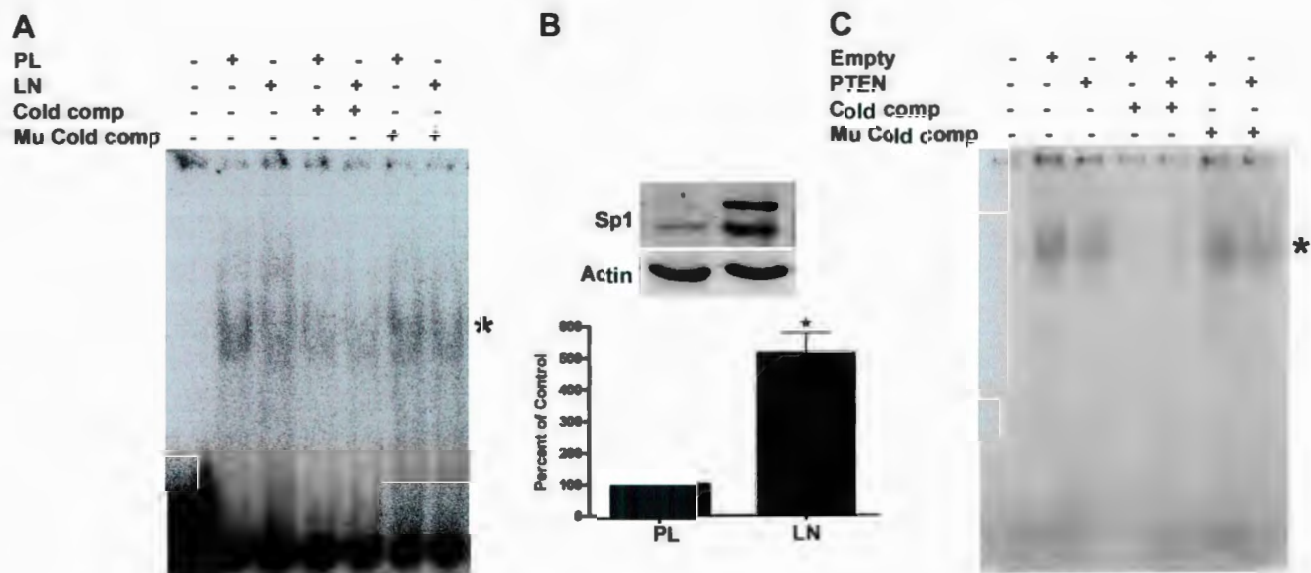 A
PL - + - + - + -
LN - - + - + - +
Cold comp - - - + + - -
Mu Cold comp - - - - - + +
*
B
Sp1
Actin
Percent of Control
600
500
400
300
200
100
0
*
PL LN
C
Empty - + - + - + -
PTEN - - + - + - +
Cold comp - - - + + - -
Mu Cold comp - - - - - + +
*